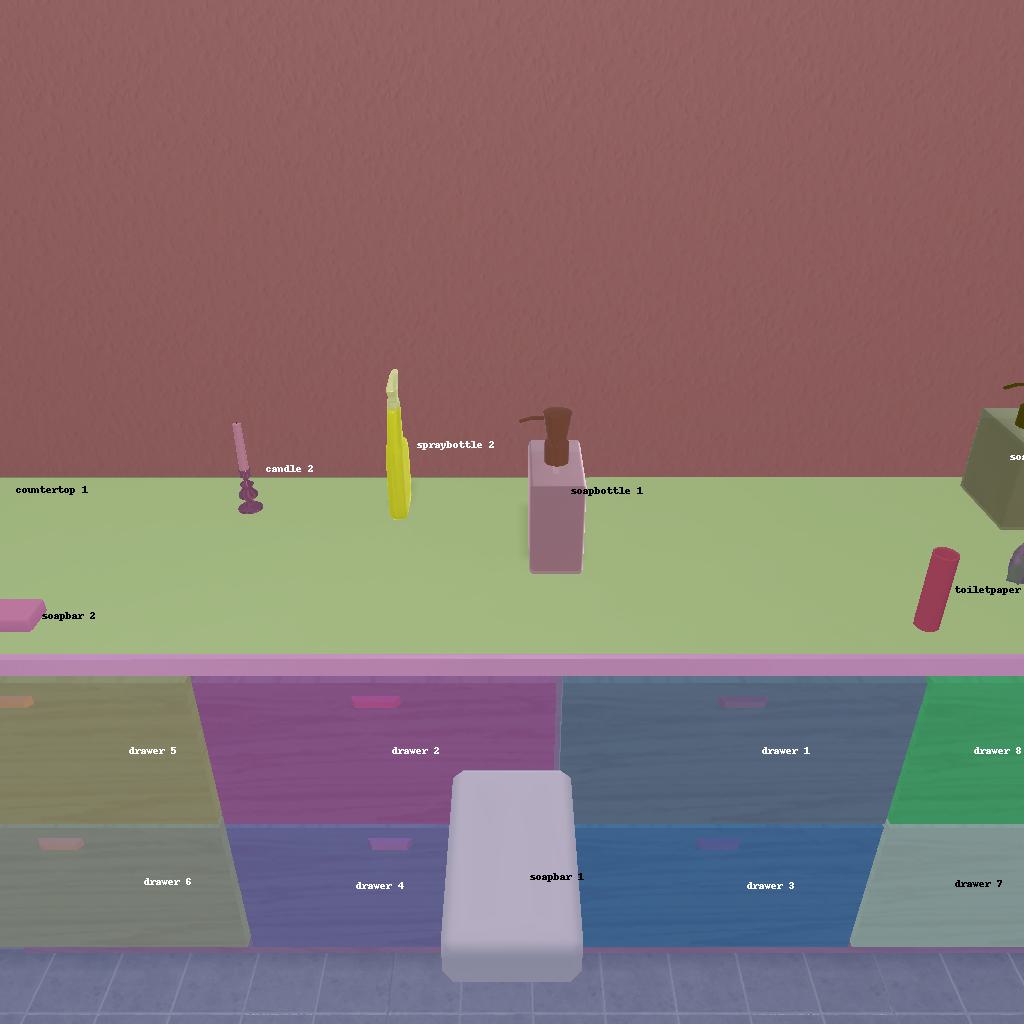 spraybottle 2
soa
candle 2
countertop 1
soapbottle 1
toiletpaper
soapbar 2
drawer 5
drawer 2
drawer 1
drawer 8
soapbar 1
drawer 6
drawer 4
drawer 3
drawer 7